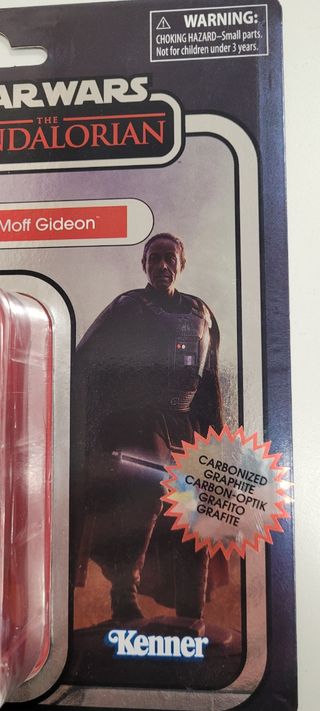 WARNING:
CHOKING HAZARD–Small parts.
Not for children under 3 years.
AR WARS
THE
NDALORIAN
Moff Gideon™
CARBONIZED
GRAPHITE
CARBON-OPTIK
GRAFITO
GRAFITE
Kenner